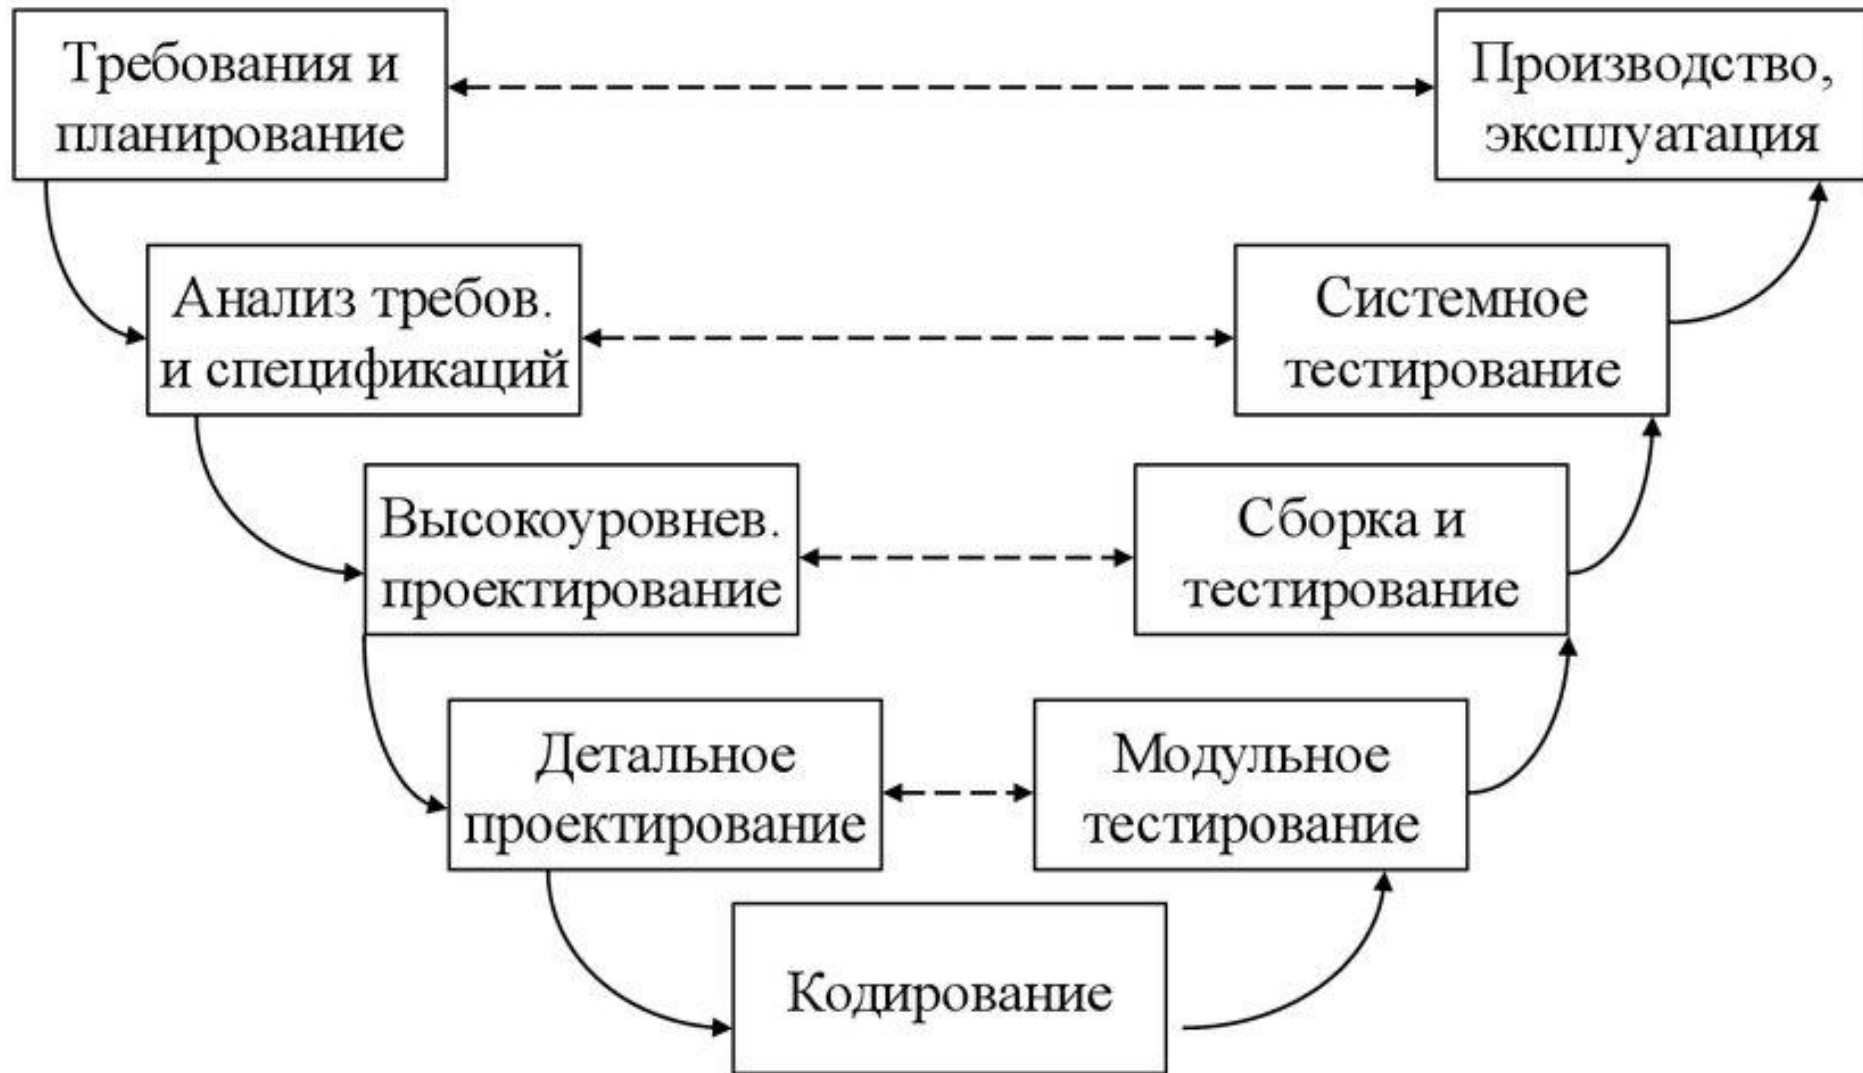 Требования и
планирование
Производство,
эксплуатация
Анализ требов.
и спецификаций
Системное
тестирование
Высокоуровнев.
проектирование
Сборка и
тестирование
Детальное
проектирование
Модульное
тестирование
Кодирование